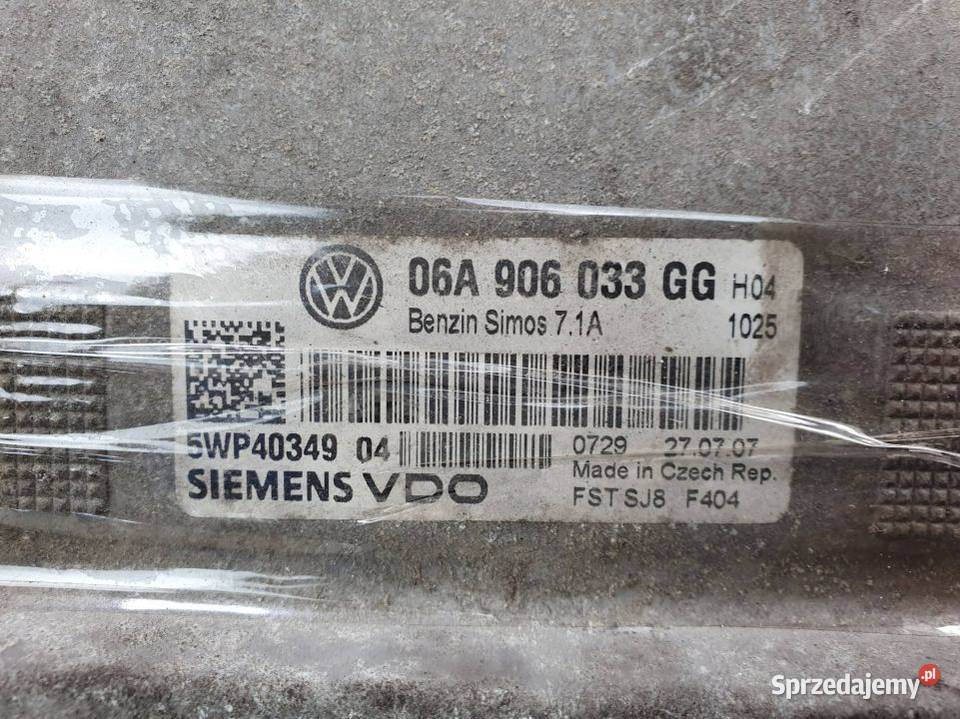 06A 906 033 GG H04
Benzin Simos 7.1A 1025
5WP40349 04 0729 27.07.07
Made in Czech Rep.
SIEMENS VDO FST SJ8 F404
Sprzedajemy.pl